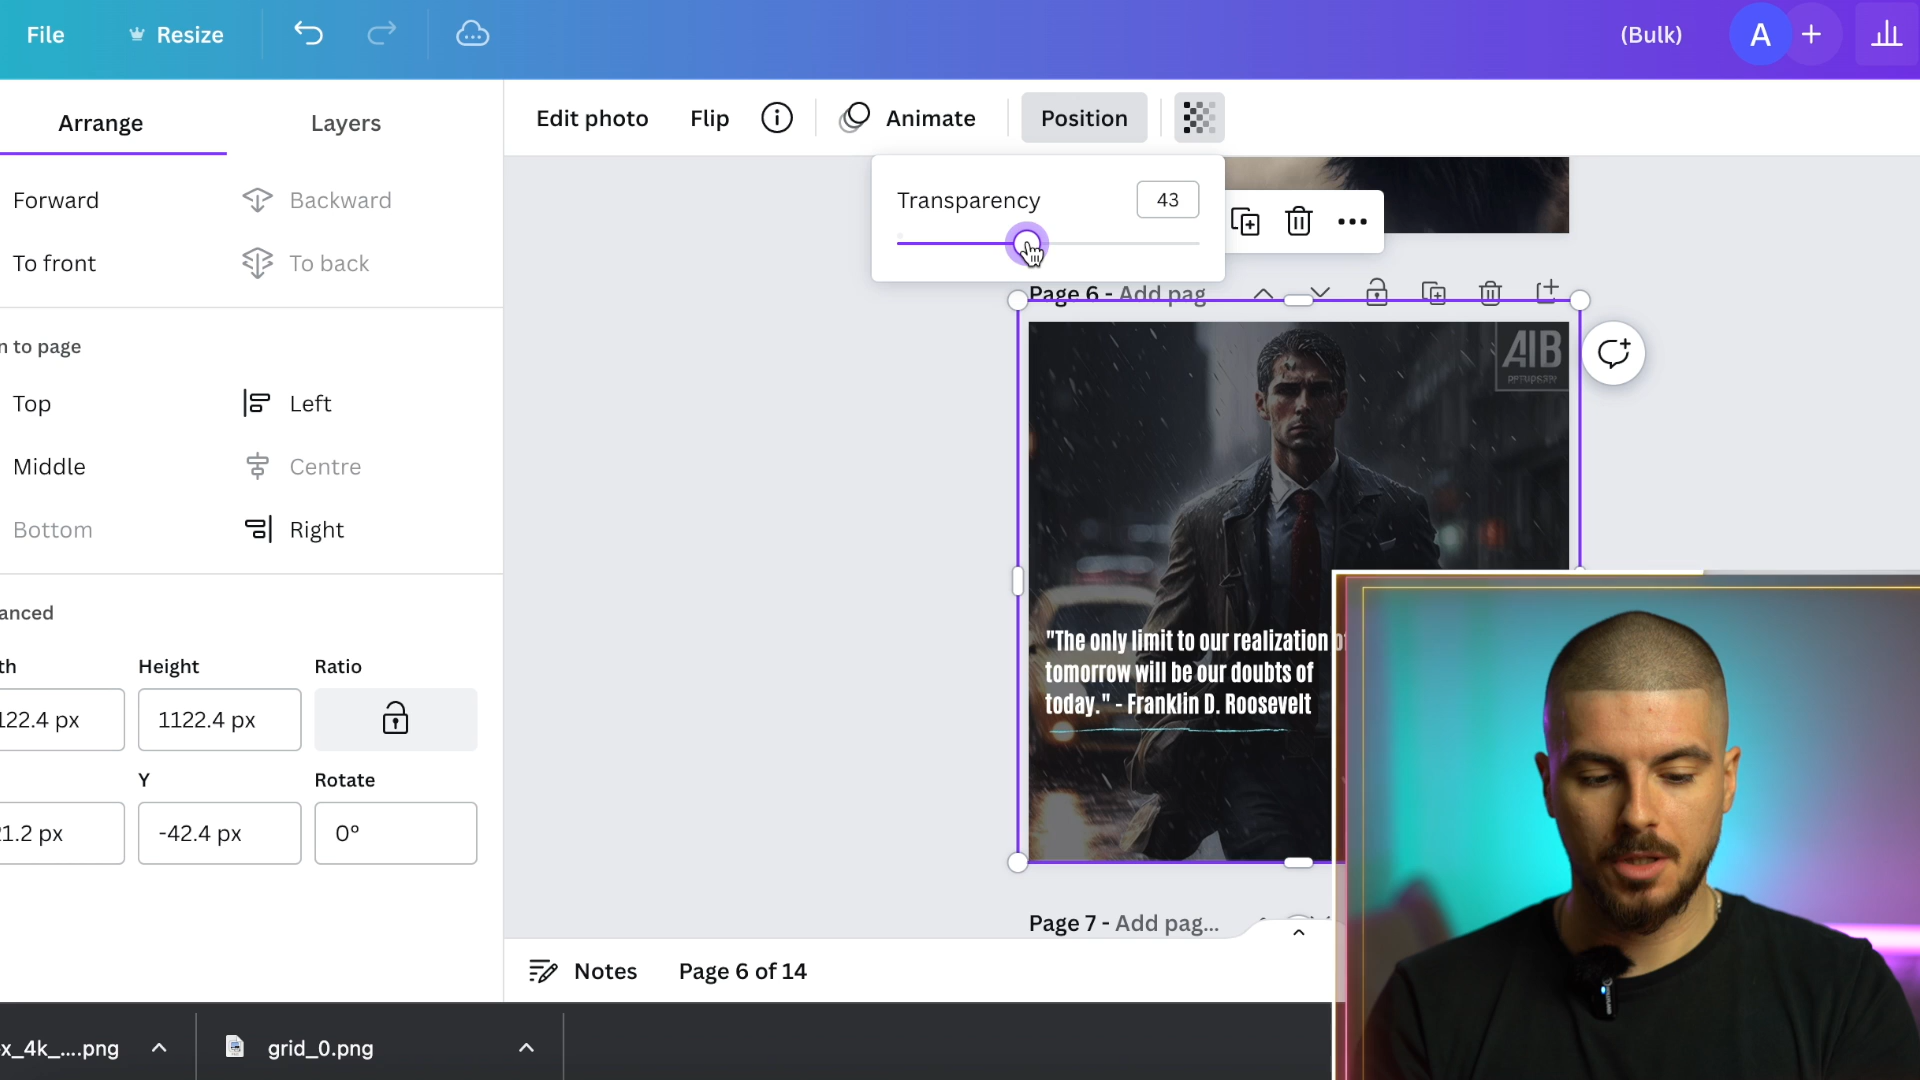 File
Resize
(Bulk)
A
Arrange
Layers
Edit photo
Flip
Animate
Position
Forward
Backward
To front
To back
Transparency
43
n to page
Top
Left
Middle
Centre
Bottom
Right
Page 6 - Add pag
AIB
"The only limit to our realization of
tomorrow will be our doubts of
today." - Franklin D. Roosevelt
anced
th
Height
Ratio
122.4 px
1122.4 px
Y
Rotate
1.2 px
-42.4 px
0°
Page 7 - Add pag...
Notes
Page 6 of 14
x_4k_....png
grid_0.png